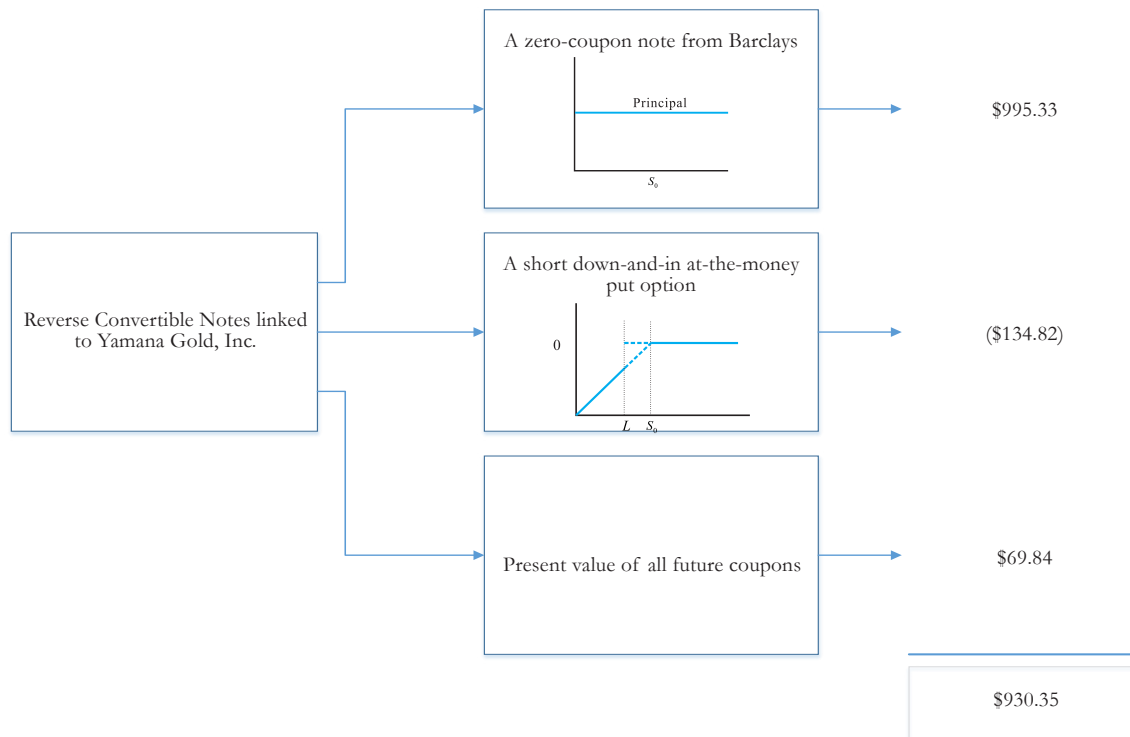 A zero-coupon note from Barclays
Principal
S₀
$995.33
Reverse Convertible Notes linked
to Yamana Gold, Inc.
A short down-and-in at-the-money
put option
0
L S₀
($134.82)
Present value of all future coupons
$69.84
$930.35